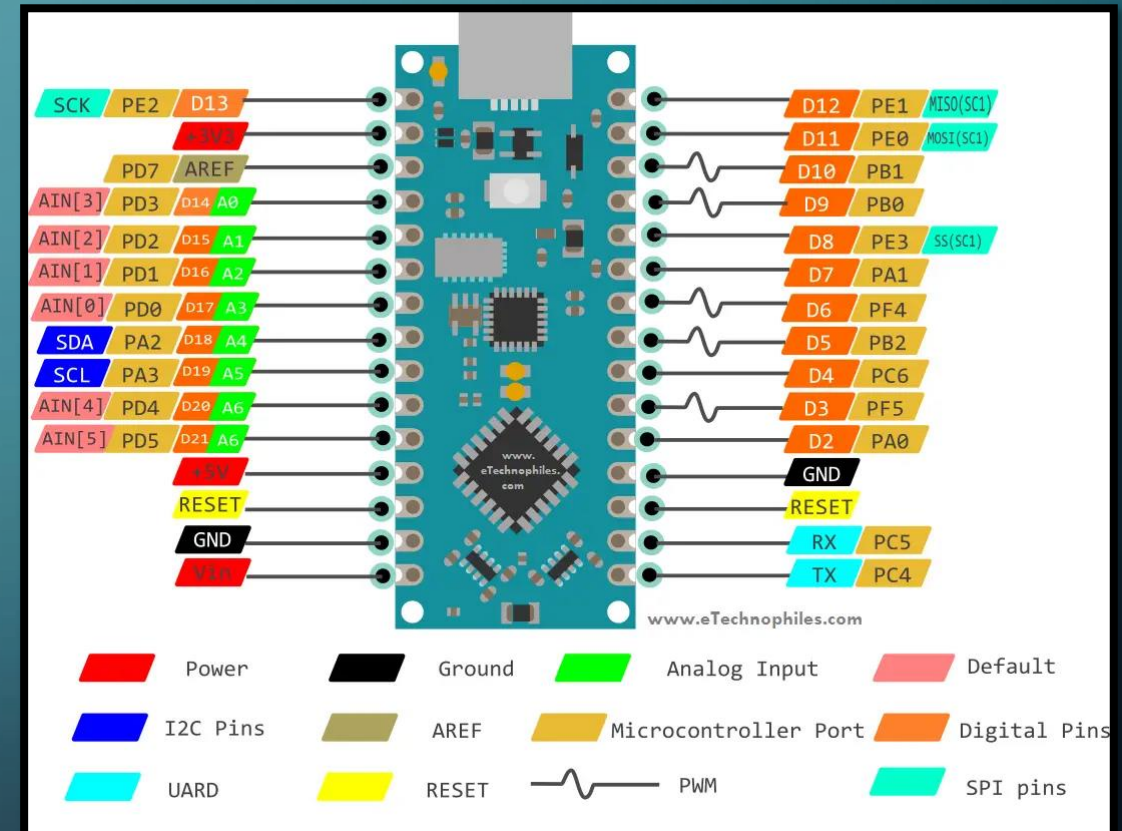 SCK PE2 D13
+3V3
PD7 AREF
AIN[3] PD3 D14 A0
AIN[2] PD2 D15 A1
AIN[1] PD1 D16 A2
AIN[0] PD0 D17 A3
SDA PA2 D18 A4
SCL PA3 D19 A5
AIN[4] PD4 D20 A6
AIN[5] PD5 D21 A6
+5V
RESET
GND
Vin
www.
eTechnophiles.
com
D12 PE1 MISO(SC1)
D11 PE0 MOSI(SC1)
D10 PB1
D9 PB0
D8 PE3 SS(SC1)
D7 PA1
D6 PF4
D5 PB2
D4 PC6
D3 PF5
D2 PA0
GND
RESET
RX PC5
TX PC4
www.eTechnophiles.com
Power Ground Analog Input Default
I2C Pins AREF Microcontroller Port Digital Pins
UARD RESET PWM SPI pins